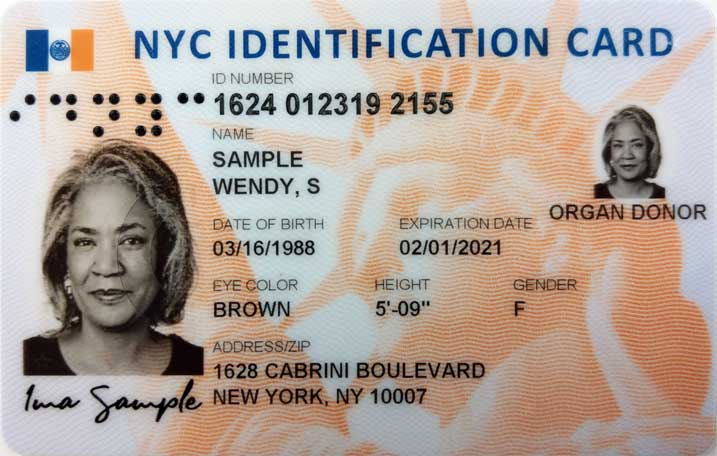 NYC IDENTIFICATION CARD
ID NUMBER
1624 012319 2155
NAME
SAMPLE
WENDY, S
ORGAN DONOR
DATE OF BIRTH EXPIRATION DATE
03/16/1988 02/01/2021
EYE COLOR HEIGHT GENDER
BROWN 5'-09" F
ADDRESS/ZIP
1628 CABRINI BOULEVARD
NEW YORK, NY 10007
Ima Sample